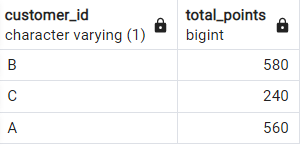 customer_id total_points
character varying (1) bigint
B 580
C 240
A 560